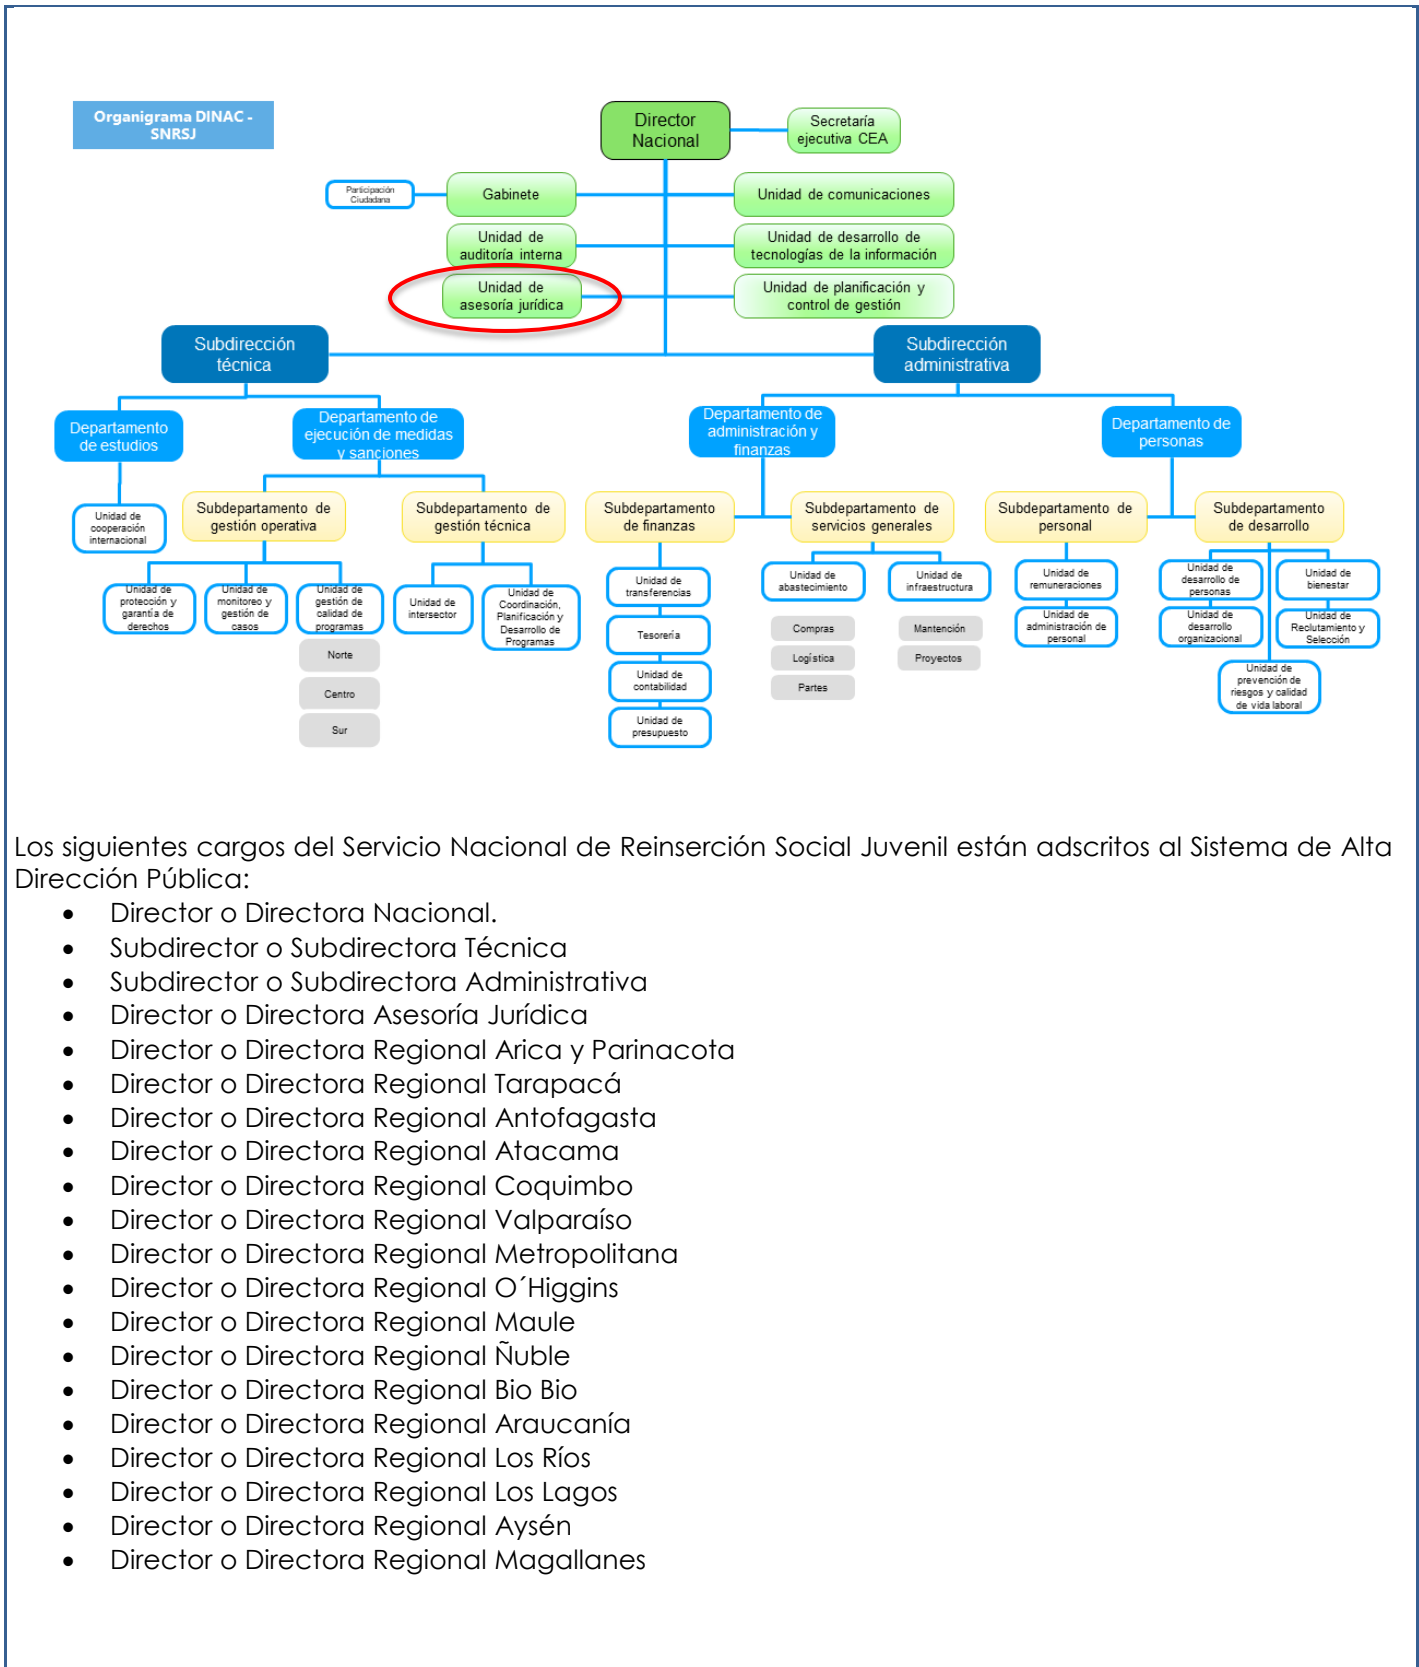 Organigrama DINAC -
SNRSJ
Director
Nacional
Secretaría
ejecutiva CEA
Participación
Ciudadana
Gabinete
Unidad de comunicaciones
Unidad de
auditoría interna
Unidad de desarrollo de
tecnologías de la información
Unidad de
asesoría jurídica
Unidad de planificación y
control de gestión
Subdirección
técnica
Subdirección
administrativa
Departamento
de estudios
Departamento de
ejecución de medidas
y sanciones
Departamento de
administración y
finanzas
Departamento de
personas
Unidad de
cooperación
internacional
Subdepartamento de
gestión operativa
Subdepartamento de
gestión técnica
Subdepartamento
de finanzas
Subdepartamento de
servicios generales
Subdepartamento de
personal
Subdepartamento
de desarrollo
Unidad de
protección y
garantía de
derechos
Unidad de
monitoreo y
gestión de
casos
Unidad de
gestión de
calidad de
programas
Norte
Centro
Sur
Unidad de
intersector
Unidad de
Coordinación,
Planificación y
Desarrollo de
Programas
Unidad de
transferencias
Tesorería
Unidad de
contabilidad
Unidad de
presupuesto
Unidad de
abastecimiento
Compras
Logística
Partes
Unidad de
infraestructura
Mantención
Proyectos
Unidad de
remuneraciones
Unidad de
administración de
personal
Unidad de
desarrollo de
personas
Unidad de
desarrollo
organizacional
Unidad de
bienestar
Unidad de
Reclutamiento y
Selección
Unidad de
prevención de
riesgos y calidad
de vida laboral
Los siguientes cargos del Servicio Nacional de Reinserción Social Juvenil están adscritos al Sistema de Alta
Dirección Pública:
• Director o Directora Nacional.
• Subdirector o Subdirectora Técnica
• Subdirector o Subdirectora Administrativa
• Director o Directora Asesoría Jurídica
• Director o Directora Regional Arica y Parinacota
• Director o Directora Regional Tarapacá
• Director o Directora Regional Antofagasta
• Director o Directora Regional Atacama
• Director o Directora Regional Coquimbo
• Director o Directora Regional Valparaíso
• Director o Directora Regional Metropolitana
• Director o Directora Regional O´Higgins
• Director o Directora Regional Maule
• Director o Directora Regional Ñuble
• Director o Directora Regional Bio Bio
• Director o Directora Regional Araucanía
• Director o Directora Regional Los Ríos
• Director o Directora Regional Los Lagos
• Director o Directora Regional Aysén
• Director o Directora Regional Magallanes